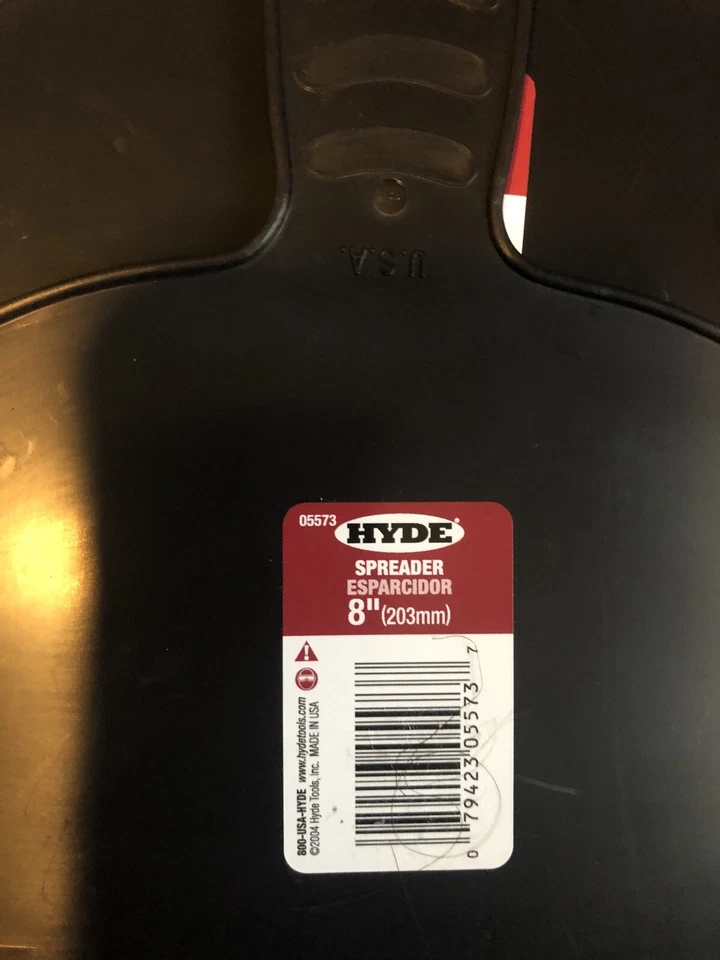 U.S.A.
05573 HYDE®
SPREADER
ESPARCIDOR
8" (203mm)
800-USA-HYDE www.hydetools.com
©2004 Hyde Tools, Inc. MADE IN USA
0 79423 05573 7